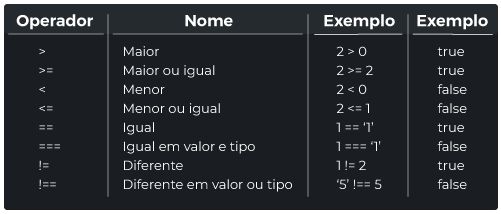 Operador Nome Exemplo Exemplo
> Maior 2 > 0 true
>= Maior ou igual 2 >= 2 true
< Menor 2 < 0 false
<= Menor ou igual 2 <= 1 false
== Igual 1 == ‘1’ true
=== Igual em valor e tipo 1 === ‘1’ false
!= Diferente 1 != 2 true
!== Diferente em valor ou tipo ‘5’ !== 5 false